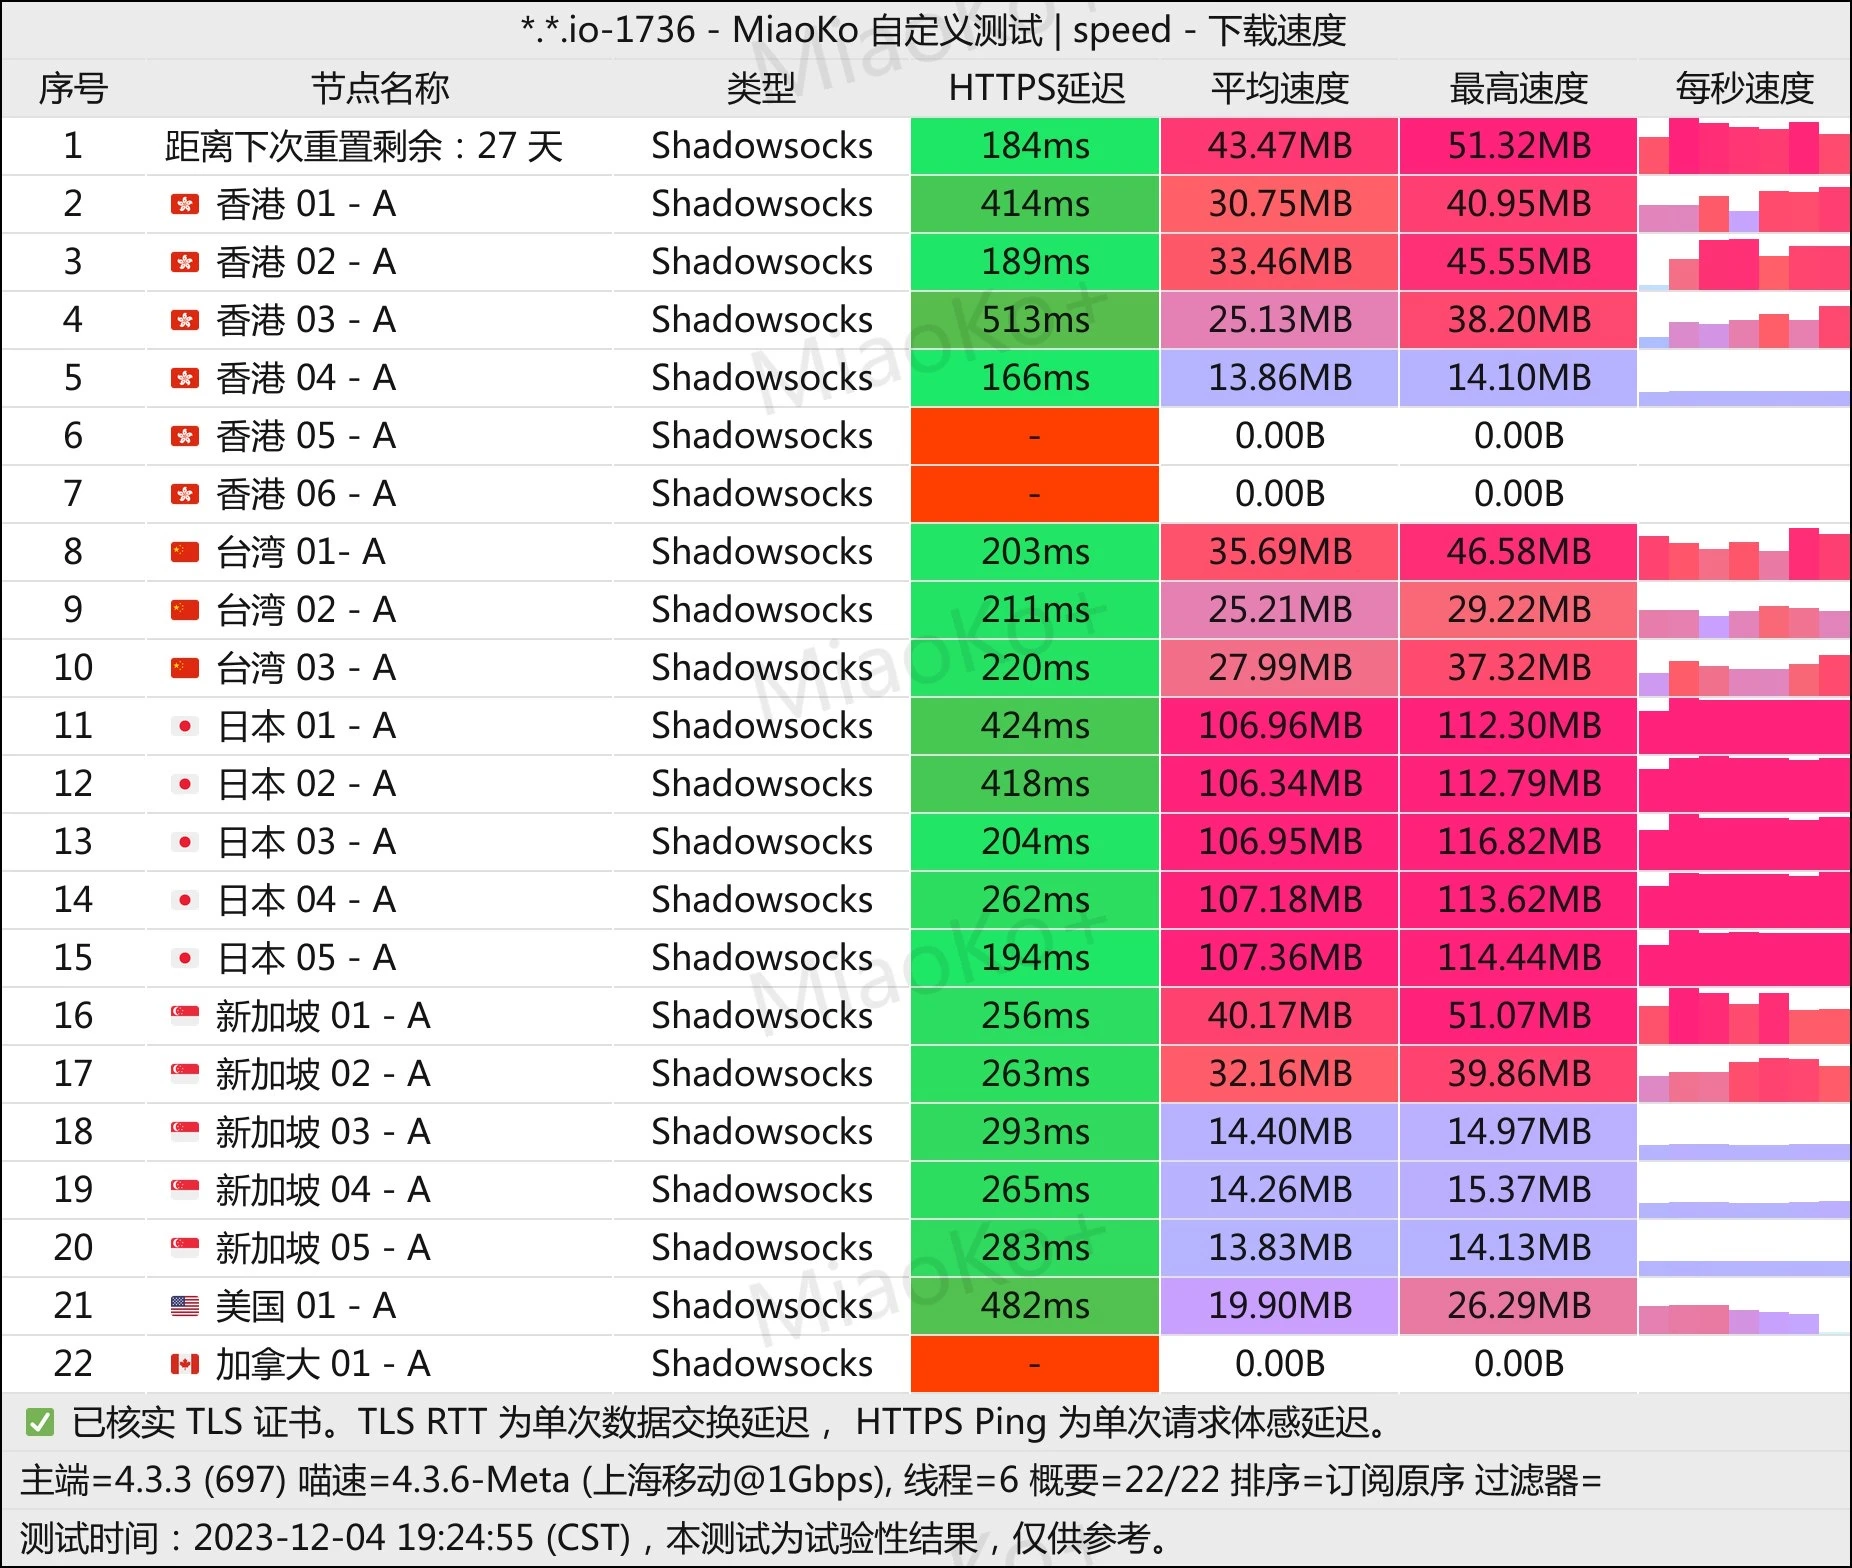 *.*.io-1736 - MiaoKo 自定义测试 | speed - 下载速度
序号 节点名称 类型 HTTPS延迟 平均速度 最高速度 每秒速度
1 距离下次重置剩余：27 天 Shadowsocks 184ms 43.47MB 51.32MB
2 香港 01 - A Shadowsocks 414ms 30.75MB 40.95MB
3 香港 02 - A Shadowsocks 189ms 33.46MB 45.55MB
4 香港 03 - A Shadowsocks 513ms 25.13MB 38.20MB
5 香港 04 - A Shadowsocks 166ms 13.86MB 14.10MB
6 香港 05 - A Shadowsocks - 0.00B 0.00B
7 香港 06 - A Shadowsocks - 0.00B 0.00B
8 台湾 01- A Shadowsocks 203ms 35.69MB 46.58MB
9 台湾 02 - A Shadowsocks 211ms 25.21MB 29.22MB
10 台湾 03 - A Shadowsocks 220ms 27.99MB 37.32MB
11 日本 01 - A Shadowsocks 424ms 106.96MB 112.30MB
12 日本 02 - A Shadowsocks 418ms 106.34MB 112.79MB
13 日本 03 - A Shadowsocks 204ms 106.95MB 116.82MB
14 日本 04 - A Shadowsocks 262ms 107.18MB 113.62MB
15 日本 05 - A Shadowsocks 194ms 107.36MB 114.44MB
16 新加坡 01 - A Shadowsocks 256ms 40.17MB 51.07MB
17 新加坡 02 - A Shadowsocks 263ms 32.16MB 39.86MB
18 新加坡 03 - A Shadowsocks 293ms 14.40MB 14.97MB
19 新加坡 04 - A Shadowsocks 265ms 14.26MB 15.37MB
20 新加坡 05 - A Shadowsocks 283ms 13.83MB 14.13MB
21 美国 01 - A Shadowsocks 482ms 19.90MB 26.29MB
22 加拿大 01 - A Shadowsocks - 0.00B 0.00B
✅ 已核实 TLS 证书。TLS RTT 为单次数据交换延迟， HTTPS Ping 为单次请求体感延迟。
主端=4.3.3 (697) 喵速=4.3.6-Meta (上海移动@1Gbps), 线程=6 概要=22/22 排序=订阅原序 过滤器=
测试时间：2023-12-04 19:24:55 (CST)，本测试为试验性结果，仅供参考。
MiaoKo+
MiaoKo+
MiaoKo+
MiaoKo+
MiaoKo+